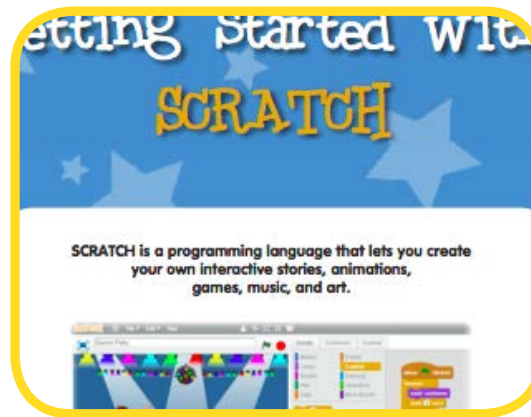 etting Started Wit
SCRATCH
SCRATCH is a programming language that lets you create
your own interactive stories, animations,
games, music, and art.